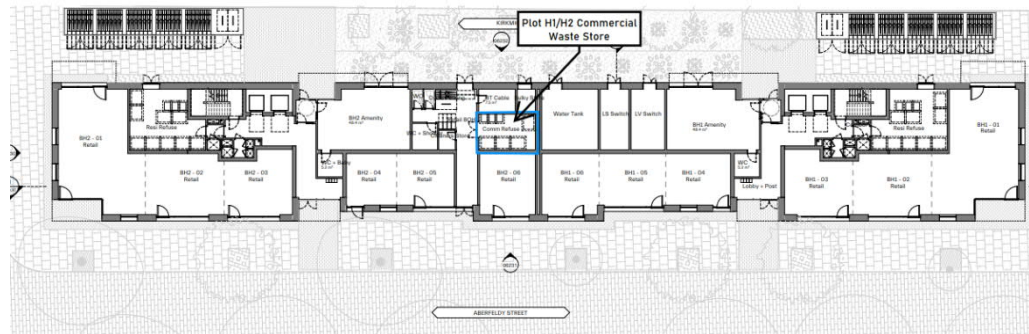 Plot H1/H2 Commercial
Waste Store
Resi Refuse
BH2 - 01
Retail
BH2 - 02
Retail
BH2 - 03
Retail
BH2 Amenity
BH2 - 04
Retail
BH2 - 05
Retail
Comm Refuse
BH2 - 06
Retail
Water Tank
LS Switch
LV Switch
BH1 - 06
Retail
BH1 - 05
Retail
BH1 - 04
Retail
BH1 Amenity
WC
Lobby + Post
BH1 - 03
Retail
BH1 - 02
Retail
Resi Refuse
BH1 - 01
Retail
ABERFELDY STREET